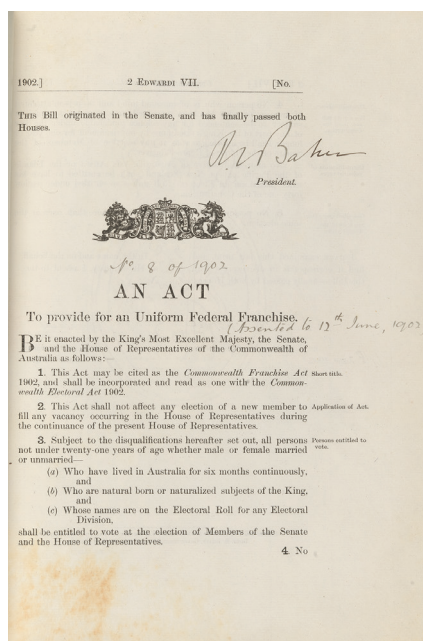 1902.] 2 EDWARDI VII. [No.
THIS Bill originated in the Senate, and has finally passed both
Houses.
R. C. Baker
President.
No. 8 of 1902.
AN ACT
To provide for an Uniform Federal Franchise.
(Assented to 12th June, 1902
BE it enacted by the King's Most Excellent Majesty, the Senate,
and the House of Representatives of the Commonwealth of
Australia as follows:—
1. This Act may be cited as the Commonwealth Franchise Act Short title.
1902, and shall be incorporated and read as one with the Common-
wealth Electoral Act 1902.
2. This Act shall not affect any election of a new member to Application of Act.
fill any vacancy occurring in the House of Representatives during
the continuance of the present House of Representatives.
3. Subject to the disqualifications hereafter set out, all persons Persons entitled to
not under twenty-one years of age whether male or female married vote.
or unmarried—
(a) Who have lived in Australia for six months continuously,
and
(b) Who are natural born or naturalized subjects of the King,
and
(c) Whose names are on the Electoral Roll for any Electoral
Division,
shall be entitled to vote at the election of Members of the Senate
and the House of Representatives.
4. No